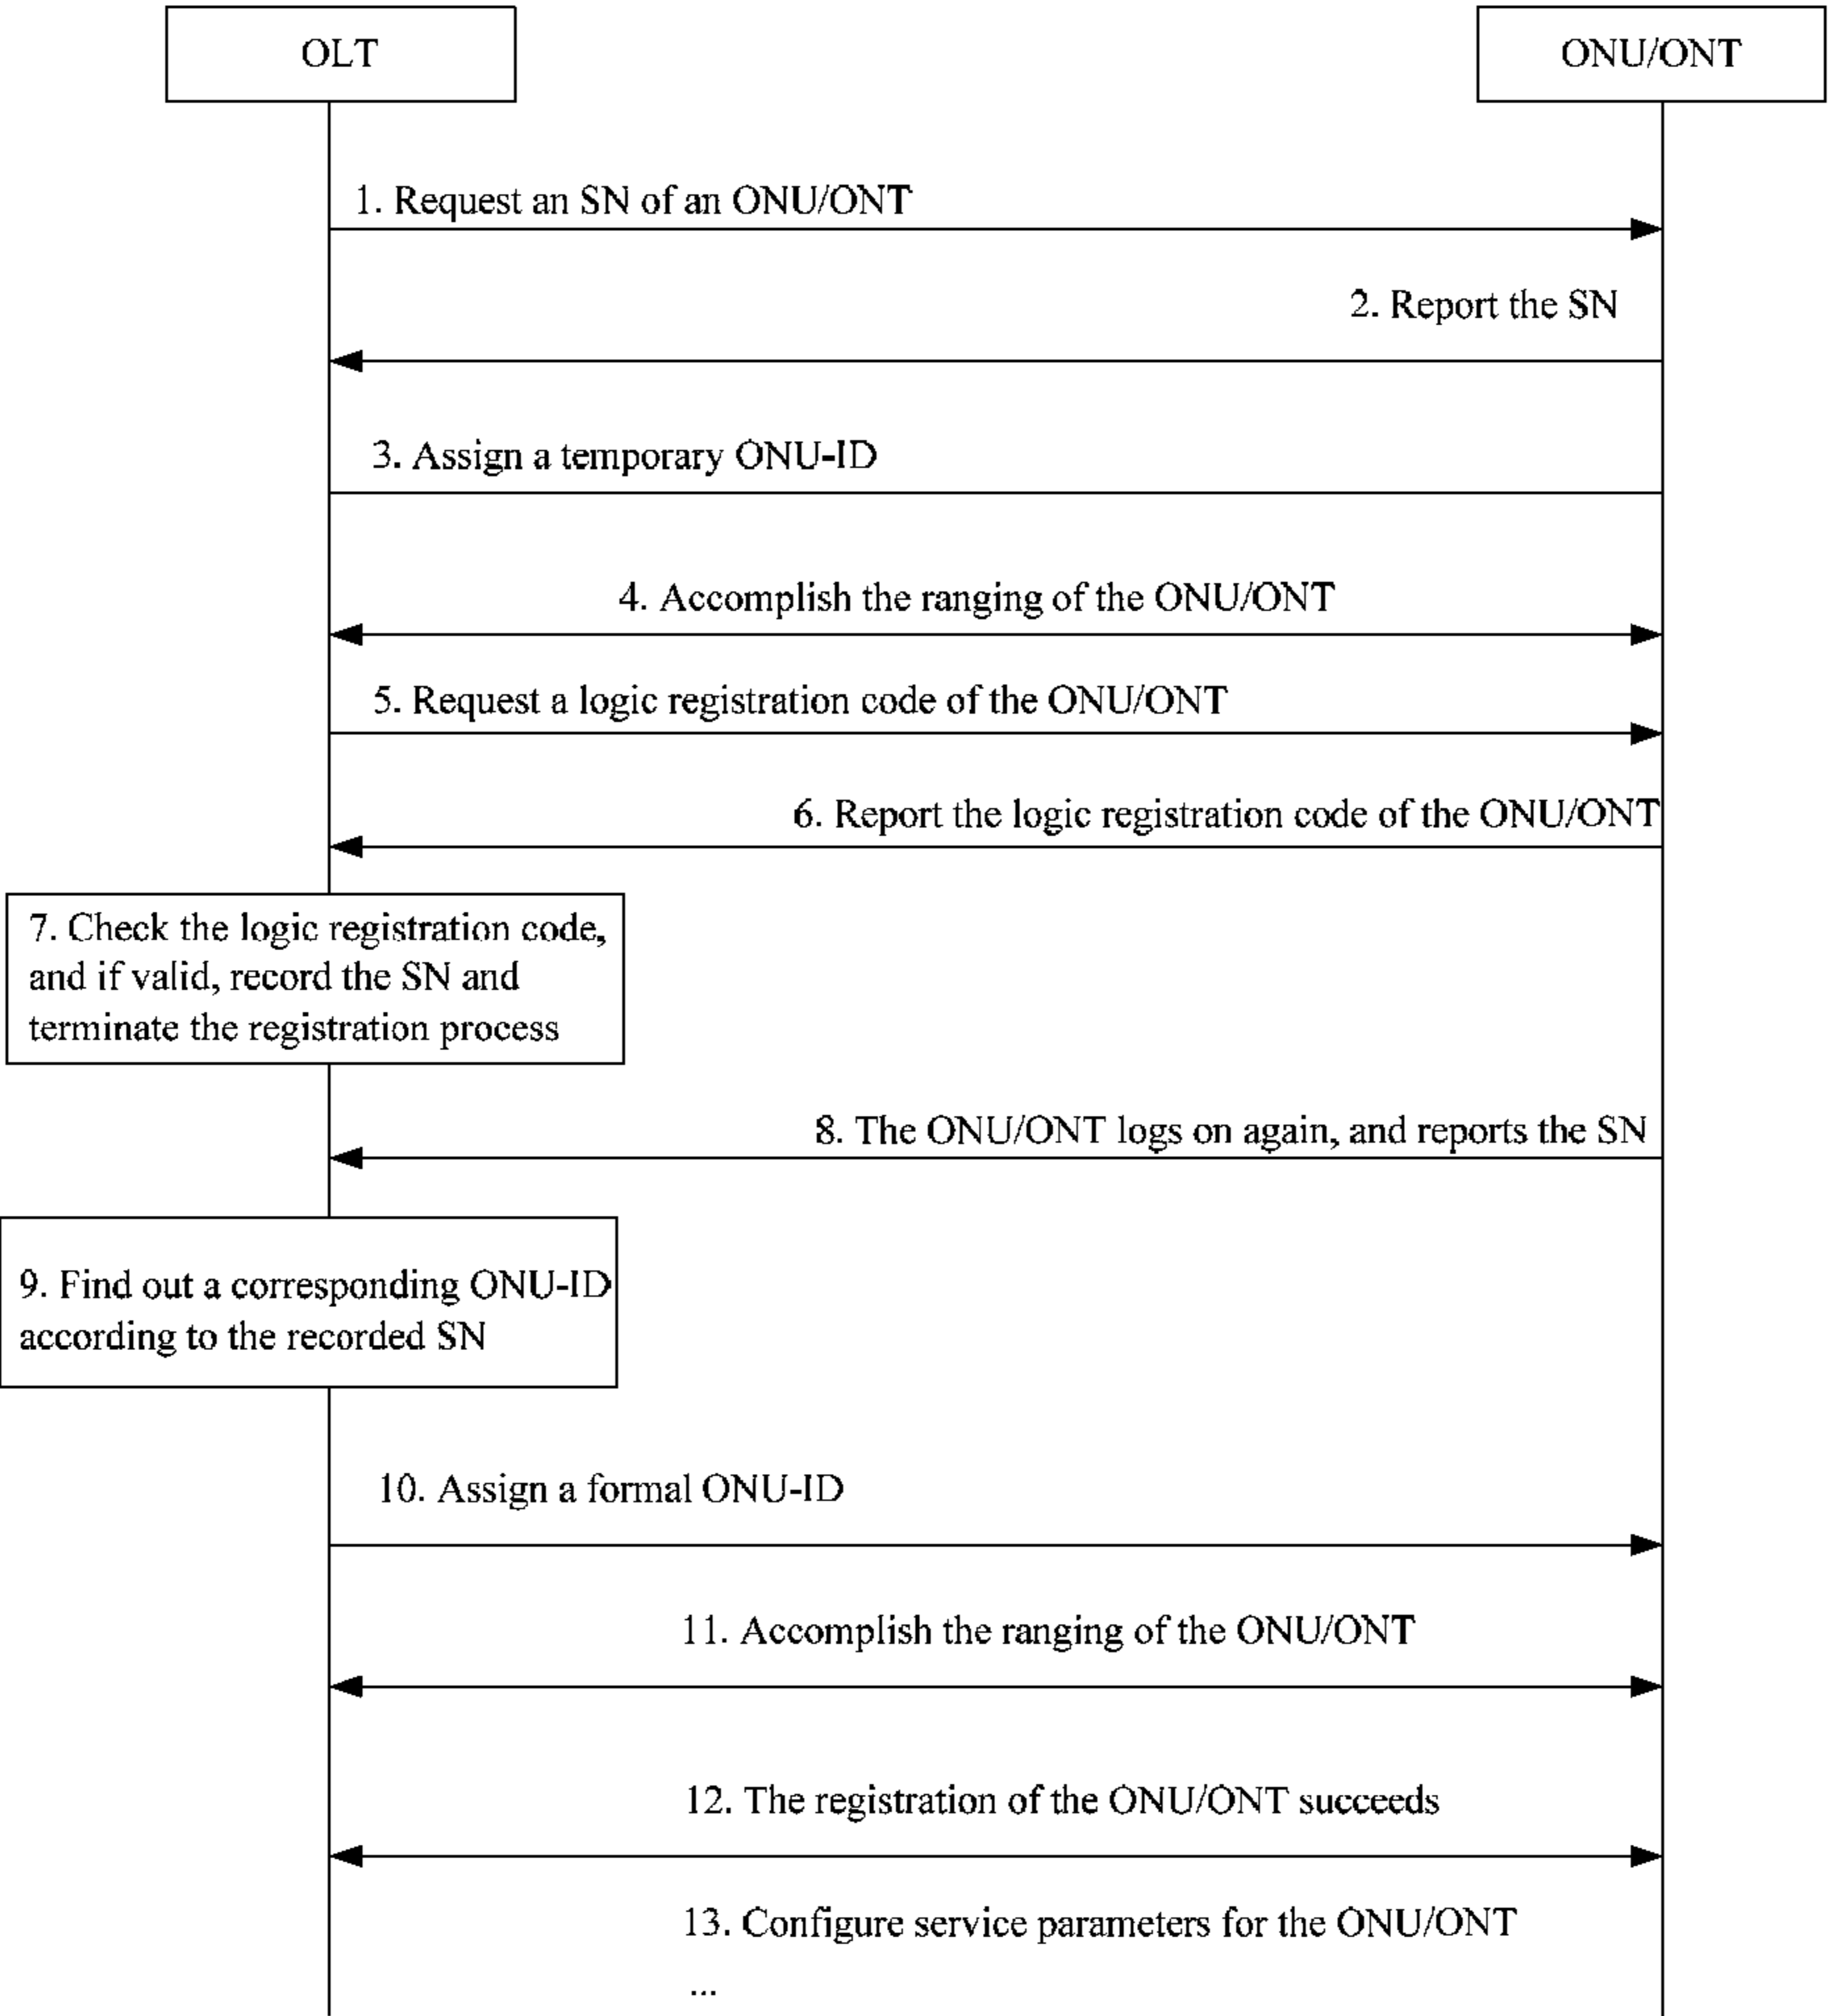 OLT
ONU/ONT
1. Request an SN of an ONU/ONT
2. Report the SN
3. Assign a temporary ONU-ID
4. Accomplish the ranging of the ONU/ONT
5. Request a logic registration code of the ONU/ONT
6. Report the logic registration code of the ONU/ONT
7. Check the logic registration code,
and if valid, record the SN and
terminate the registration process
8. The ONU/ONT logs on again, and reports the SN
9. Find out a corresponding ONU-ID
according to the recorded SN
10. Assign a formal ONU-ID
11. Accomplish the ranging of the ONU/ONT
12. The registration of the ONU/ONT succeeds
13. Configure service parameters for the ONU/ONT
...